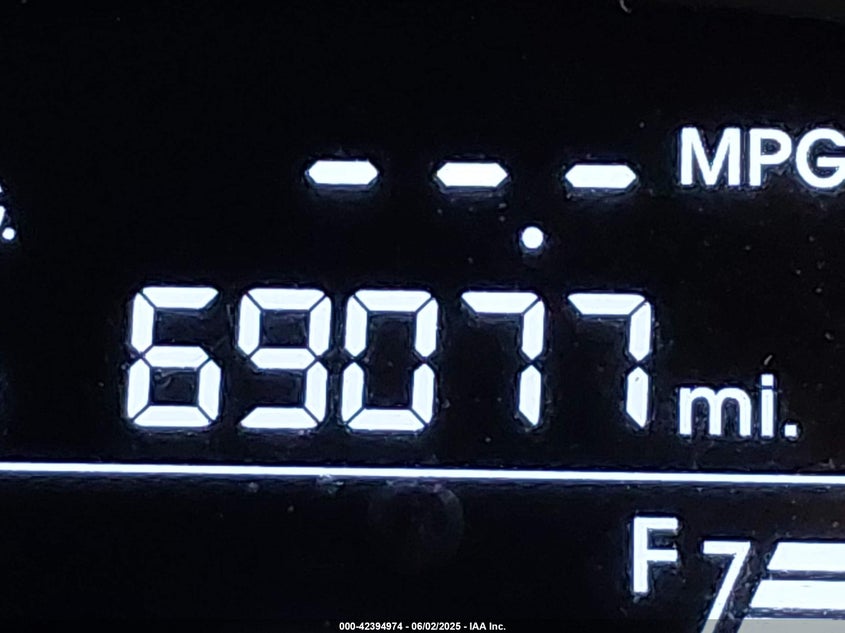 --.- MPG
69077 mi.
F
000-42394974 - 06/02/2025 - IAA Inc.